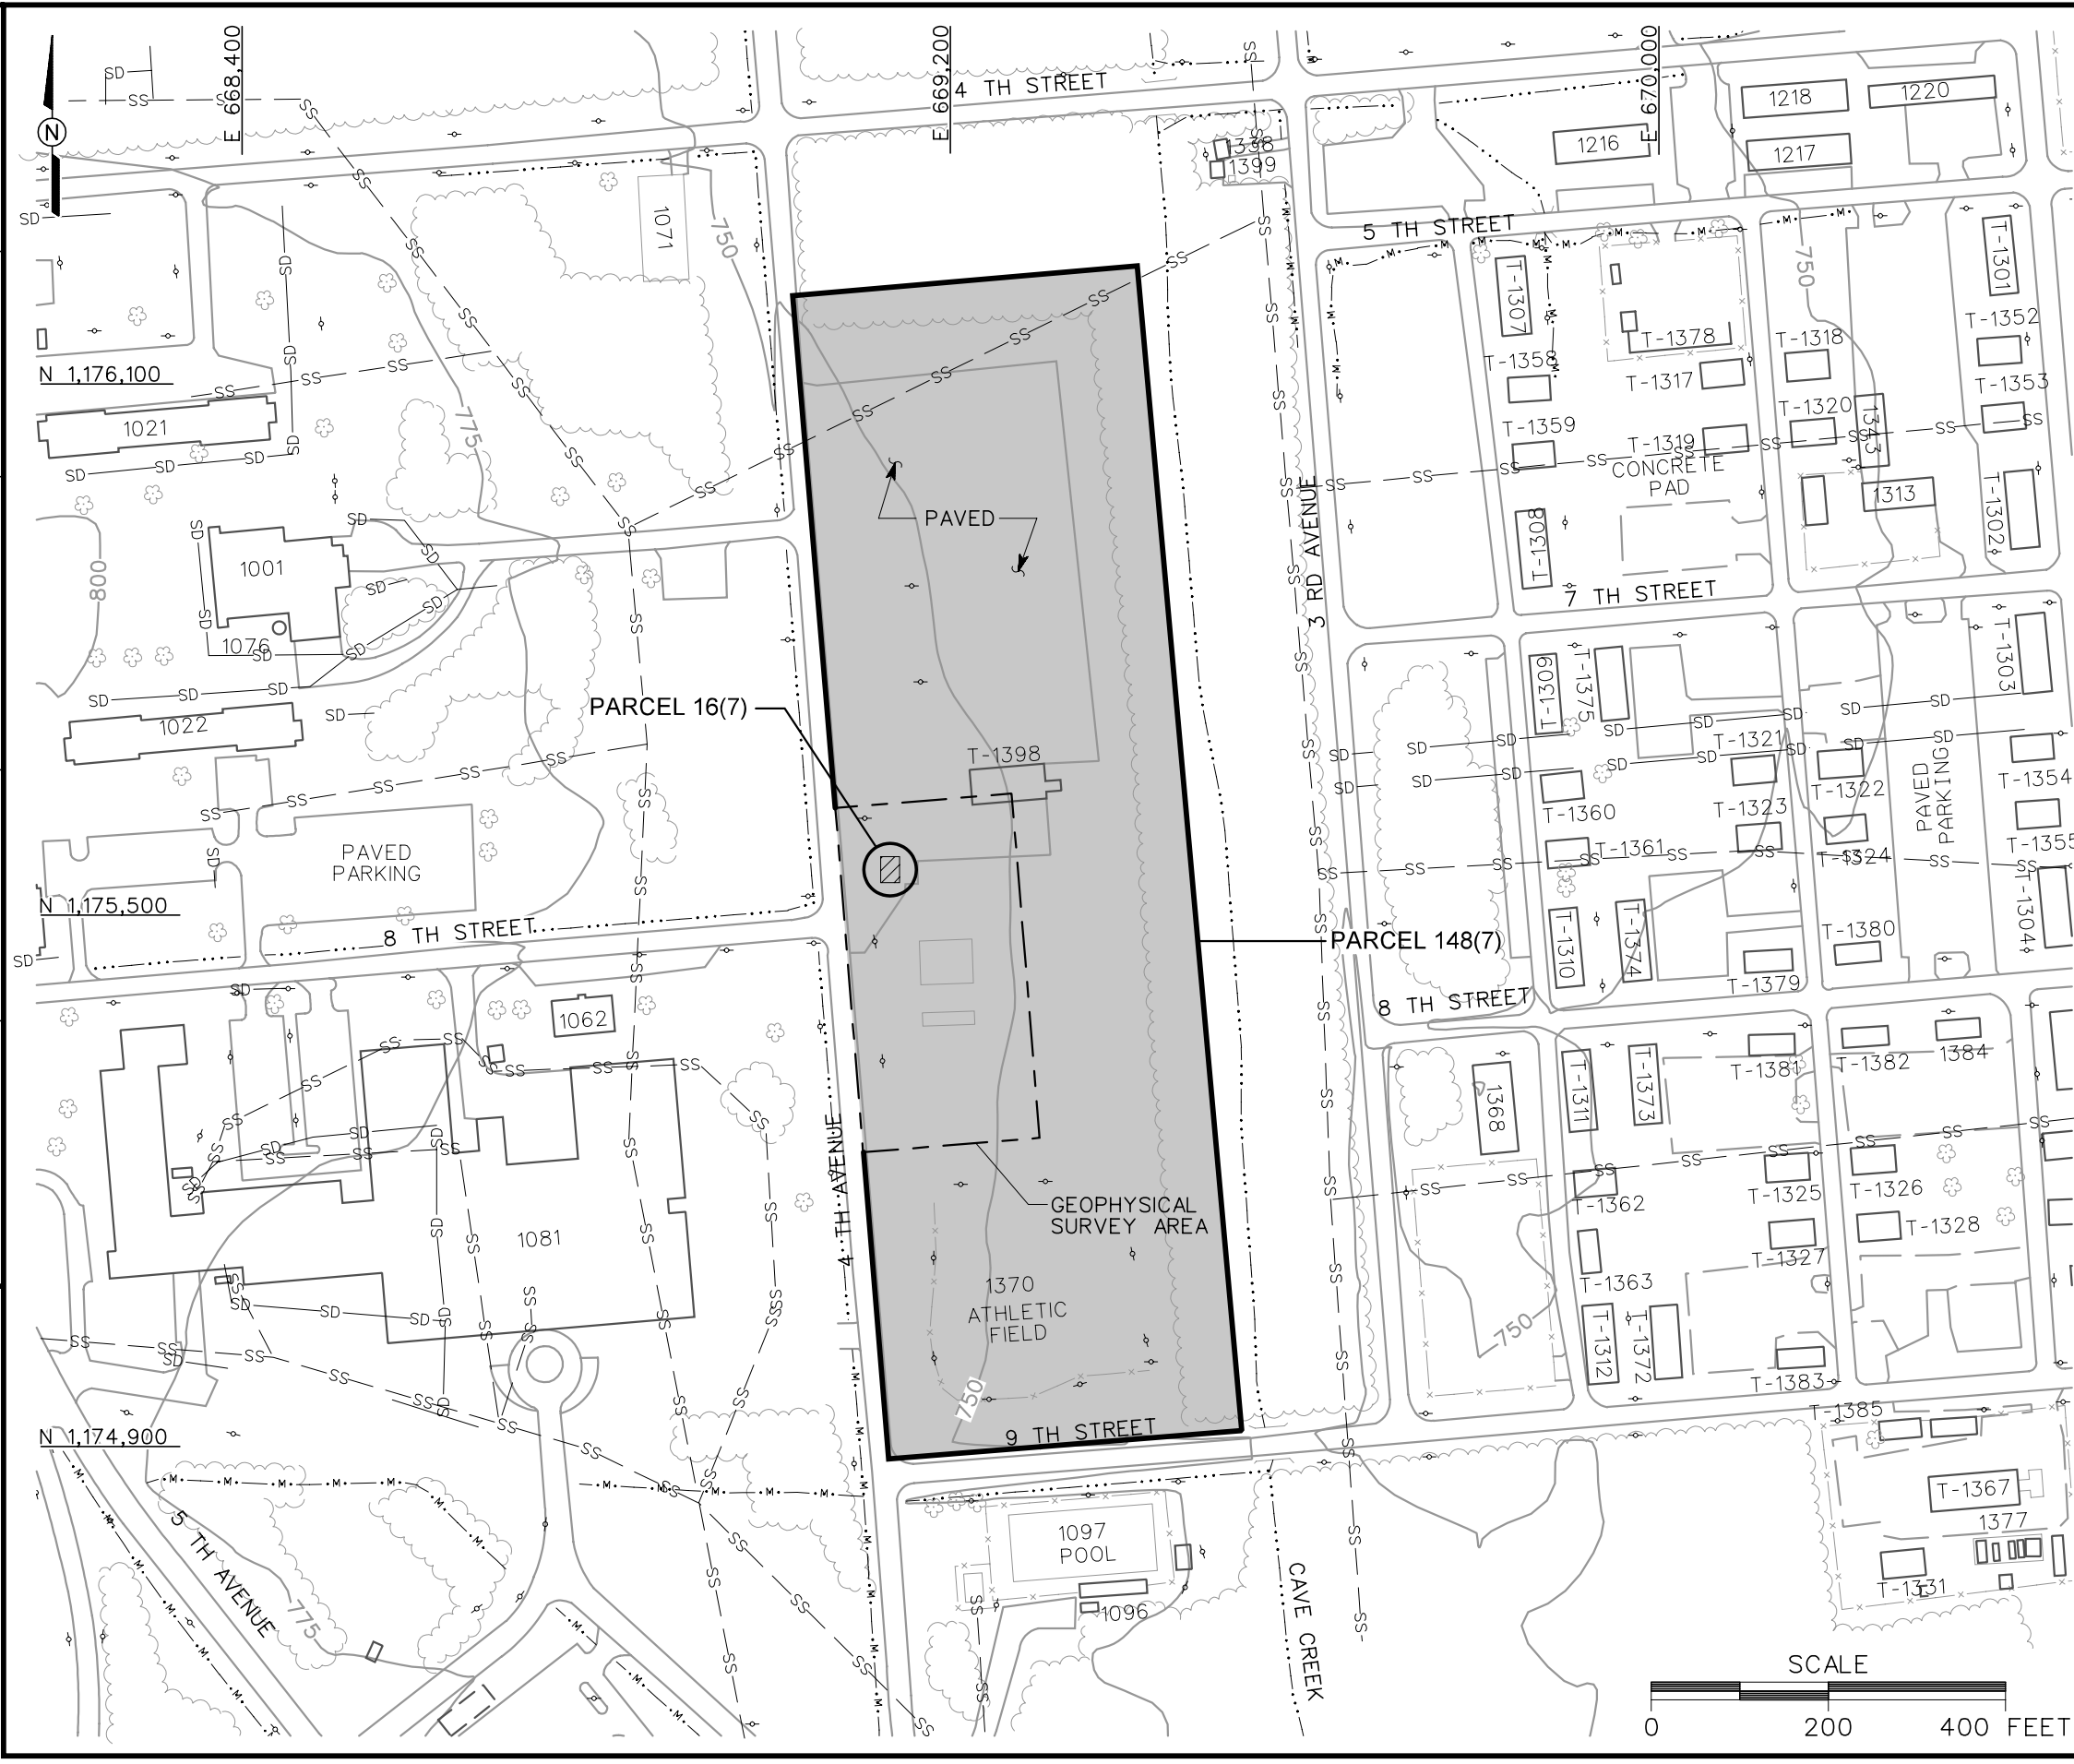 E 668,400
E 669,200
E 670,000
4 TH STREET
SD
SS
N
1218
1220
1216
1217
1398
1399
1071
750
5 TH STREET
T-1301
T-1307
T-1378
T-1318
T-1352
T-1358
T-1317
T-1353
N 1,176,100
775
1021
T-1359
T-1320
T-1319
1343
CONCRETE
PAD
1313
T-1302
PAVED
3 RD AVENUE
T-1308
800
1001
1076
7 TH STREET
T-1303
T-1309
T-1375
PARCEL 16(7)
1022
T-1398
T-1321
T-1322
T-1354
T-1360
T-1323
PAVED
PARKING
T-1361
T-1324
T-1355
PAVED
PARKING
N 1,175,500
8 TH STREET
T-1304
T-1310
T-1374
T-1380
PARCEL 148(7)
T-1379
8 TH STREET
1062
T-1381
T-1382
1384
T-1311
T-1373
1368
4 TH AVENUE
T-1362
T-1325
T-1326
GEOPHYSICAL
SURVEY AREA
T-1328
1081
T-1327
T-1363
1370
ATHLETIC
FIELD
750
T-1312
T-1372
T-1383
750
9 TH STREET
T-1385
N 1,174,900
M
T-1367
1377
5 TH AVENUE
1097
POOL
T-1331
1096
775
CAVE CREEK
SCALE
0 200 400 FEET